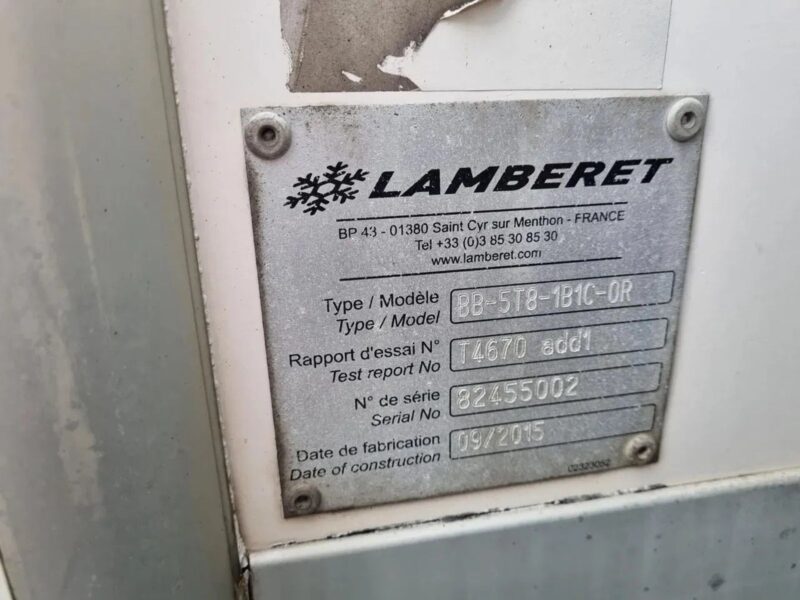 LAMBERET
BP 43 - 01380 Saint Cyr sur Menthon - FRANCE
Tel +33 (0)3 85 30 85 30
www.lamberet.com
Type / Modèle
Type / Model
BB-5T8-1B1C-0R
Rapport d'essai N°
Test report No
T4670 add1
N° de série
Serial No
82455002
Date de fabrication
Date of construction
09/2015
02323052